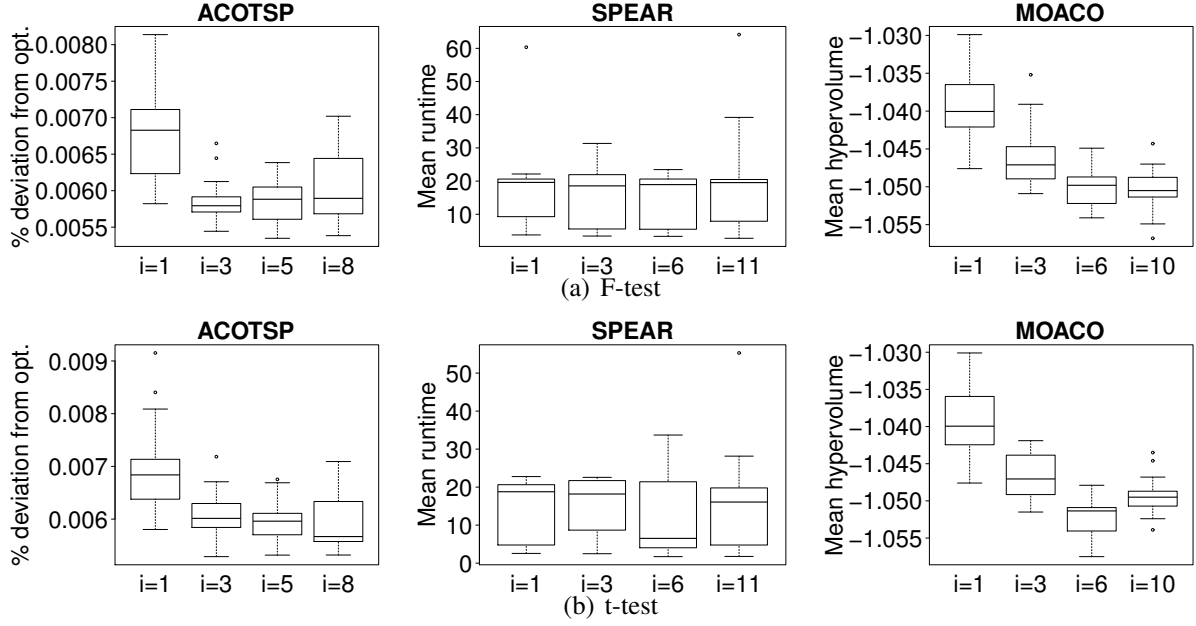 ACOTSP
SPEAR
MOACO
% deviation from opt.
0.0080
0.0075
0.0070
0.0065
0.0060
0.0055
i=1 i=3 i=5 i=8
Mean runtime
60
50
40
30
20
10
i=1 i=3 i=6 i=11
Mean hypervolume
−1.030
−1.035
−1.040
−1.045
−1.050
−1.055
i=1 i=3 i=6 i=10
(a) F-test
ACOTSP
SPEAR
MOACO
% deviation from opt.
0.009
0.008
0.007
0.006
i=1 i=3 i=5 i=8
Mean runtime
50
40
30
20
10
0
i=1 i=3 i=6 i=11
Mean hypervolume
−1.030
−1.035
−1.040
−1.045
−1.050
−1.055
i=1 i=3 i=6 i=10
(b) t-test